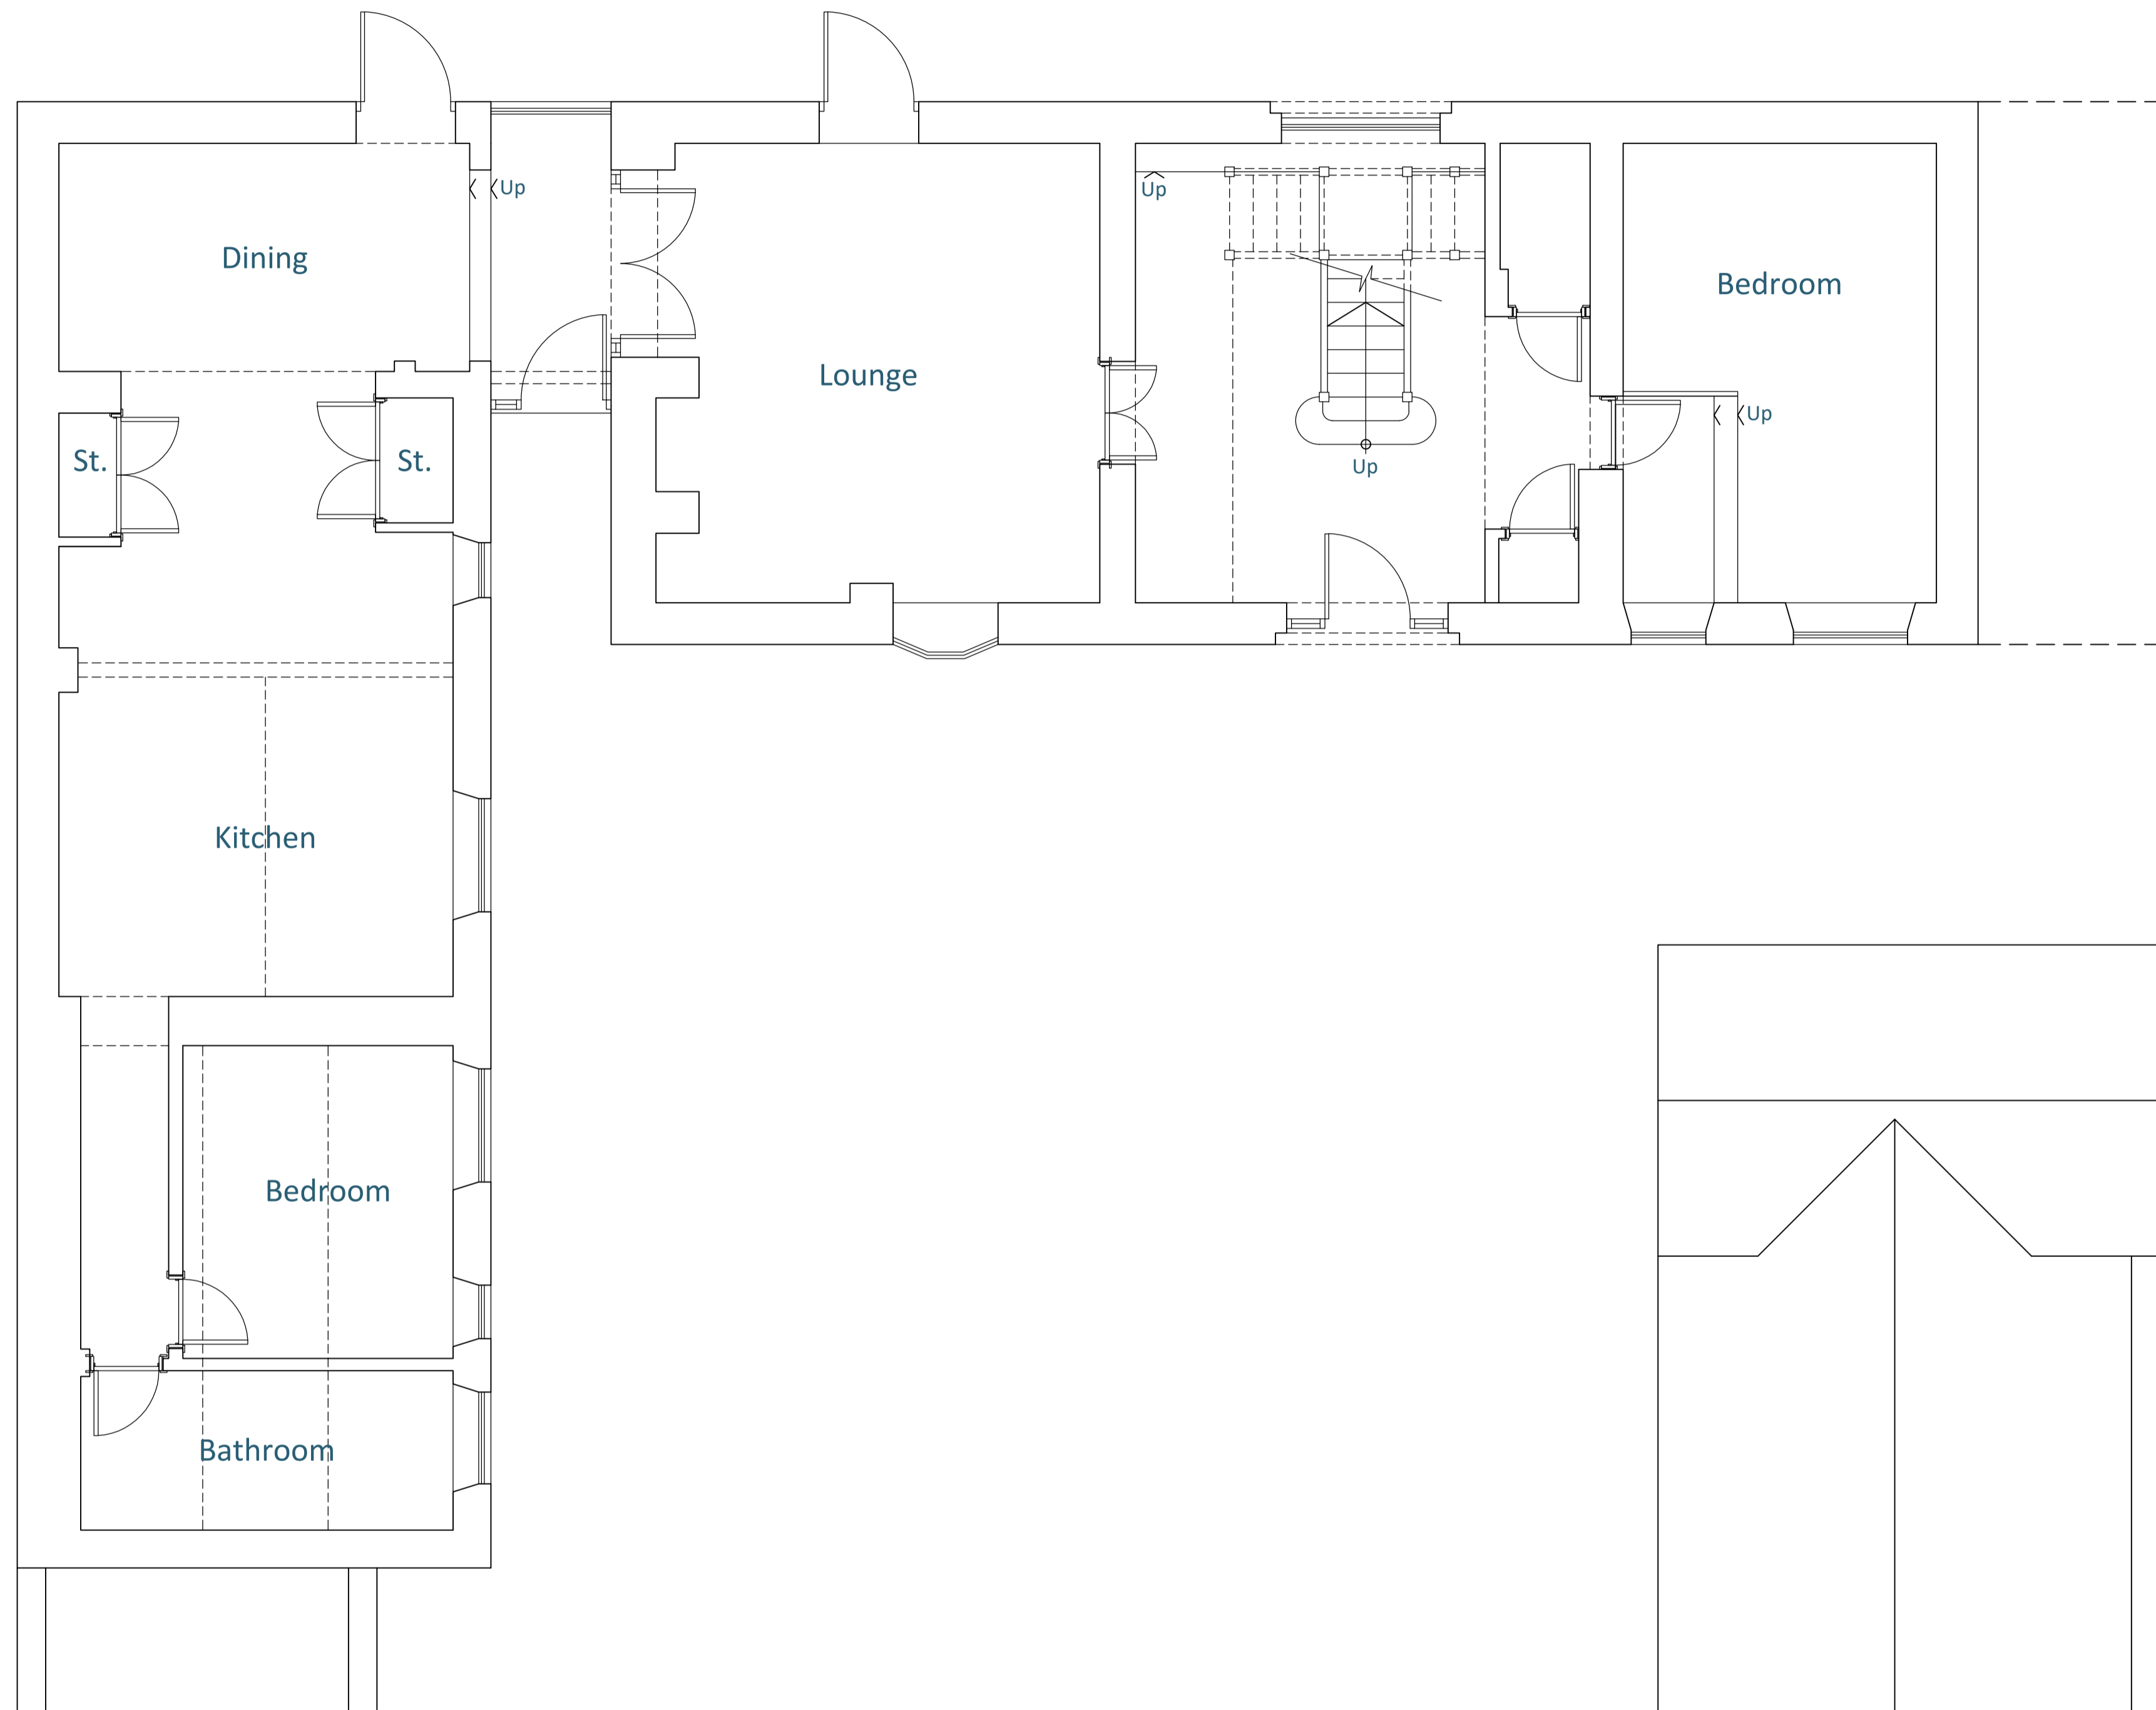 Up
Up
Dining
Bedroom
Lounge
Up
St.
St.
Up
Kitchen
Bedroom
Bathroom